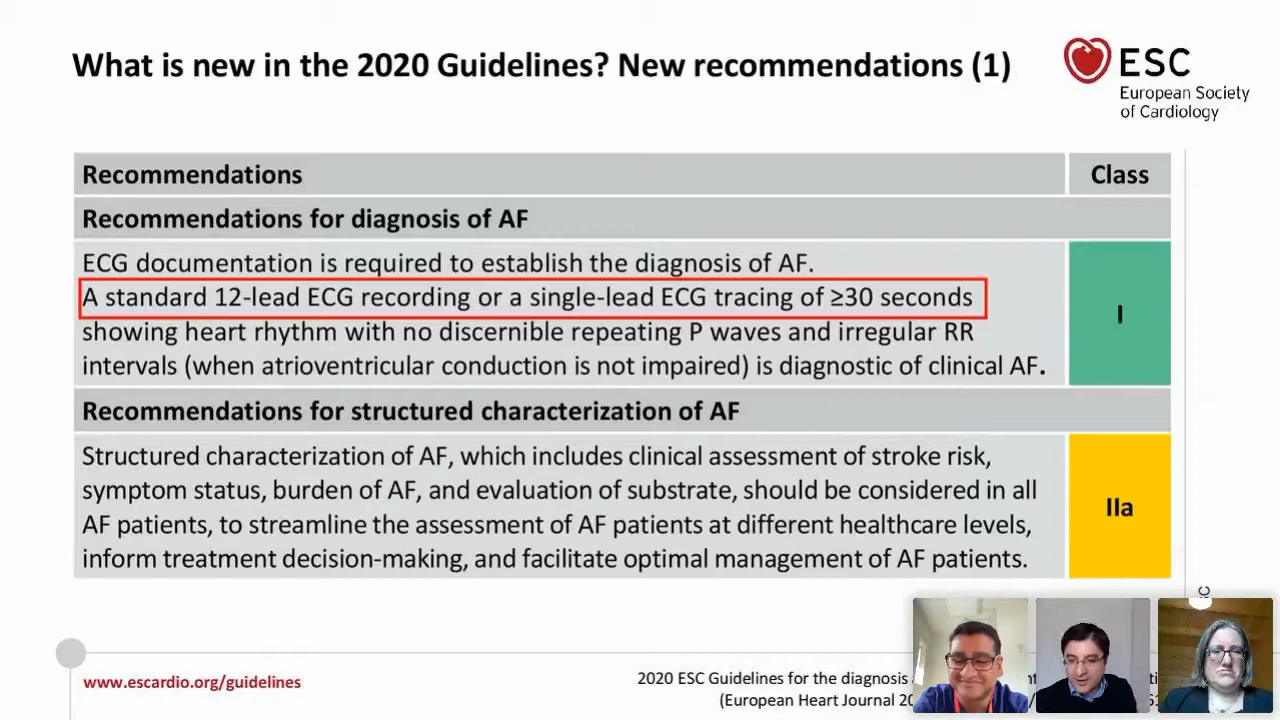 What is new in the 2020 Guidelines? New recommendations (1)
ESC
European Society
of Cardiology
Recommendations
Class
Recommendations for diagnosis of AF
ECG documentation is required to establish the diagnosis of AF.
A standard 12-lead ECG recording or a single-lead ECG tracing of ≥30 seconds
showing heart rhythm with no discernible repeating P waves and irregular RR
intervals (when atrioventricular conduction is not impaired) is diagnostic of clinical AF.
I
Recommendations for structured characterization of AF
Structured characterization of AF, which includes clinical assessment of stroke risk,
symptom status, burden of AF, and evaluation of substrate, should be considered in all
AF patients, to streamline the assessment of AF patients at different healthcare levels,
inform treatment decision-making, and facilitate optimal management of AF patients.
IIa
www.escardio.org/guidelines
2020 ESC Guidelines for the diagnosis
(European Heart Journal